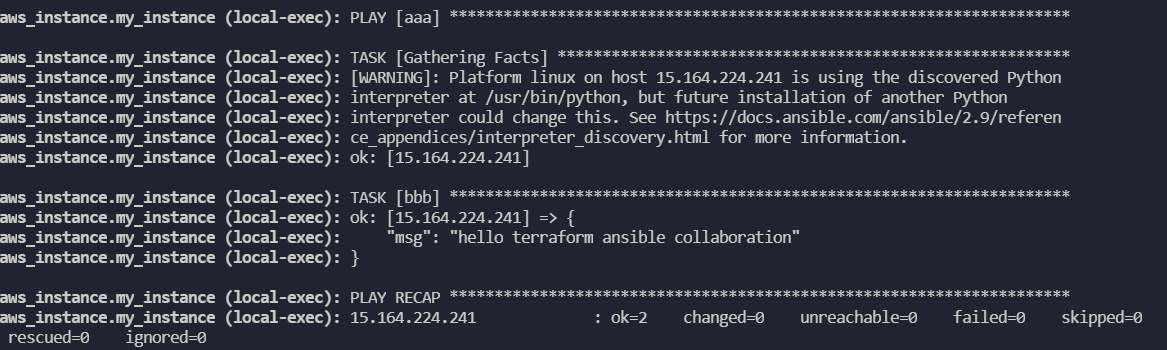 aws_instance.my_instance (local-exec): PLAY [aaa] *********************************************************************
aws_instance.my_instance (local-exec): TASK [Gathering Facts] *********************************************************
aws_instance.my_instance (local-exec): [WARNING]: Platform linux on host 15.164.224.241 is using the discovered Python
aws_instance.my_instance (local-exec): interpreter at /usr/bin/python, but future installation of another Python
aws_instance.my_instance (local-exec): interpreter could change this. See https://docs.ansible.com/ansible/2.9/referen
aws_instance.my_instance (local-exec): ce_appendices/interpreter_discovery.html for more information.
aws_instance.my_instance (local-exec): ok: [15.164.224.241]
aws_instance.my_instance (local-exec): TASK [bbb] *********************************************************************
aws_instance.my_instance (local-exec): ok: [15.164.224.241] => {
aws_instance.my_instance (local-exec):     "msg": "hello terraform ansible collaboration"
aws_instance.my_instance (local-exec): }
aws_instance.my_instance (local-exec): PLAY RECAP *********************************************************************
aws_instance.my_instance (local-exec): 15.164.224.241             : ok=2    changed=0    unreachable=0    failed=0    skipped=0
rescued=0    ignored=0